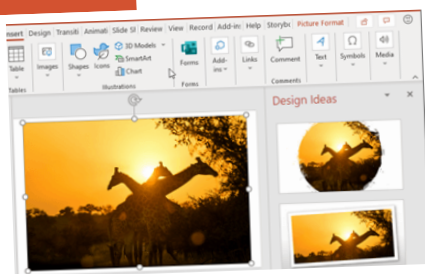 nsert Design Transiti Animati Slide Sl Review View Record Add-ins Help Storybo Picture Format
Table Images Shapes Icons 3D Models SmartArt Chart Forms Add-ins Links Comment Text Symbols Media
Tables Illustrations Forms Comments
Design Ideas